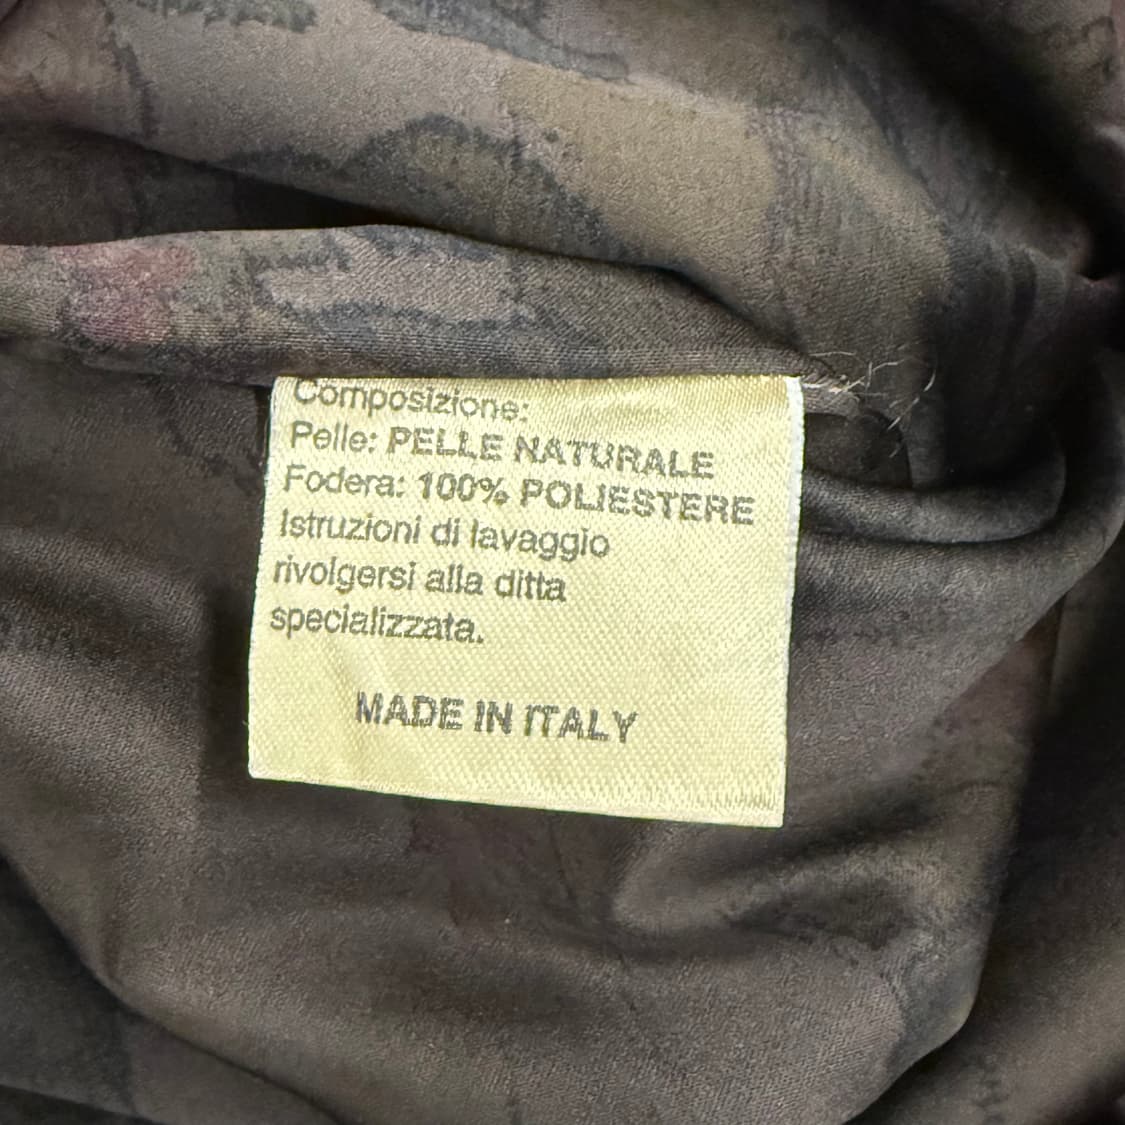 Composizione:
Pelle: PELLE NATURALE
Fodera: 100% POLIESTERE
Istruzioni di lavaggio
rivolgersi alla ditta
specializzata.
MADE IN ITALY